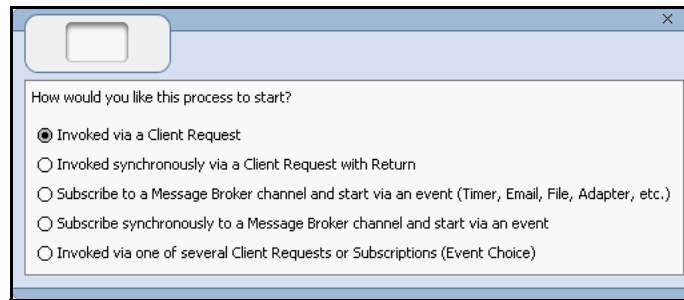 How would you like this process to start?
Invoked via a Client Request
Invoked synchronously via a Client Request with Return
Subscribe to a Message Broker channel and start via an event (Timer, Email, File, Adapter, etc.)
Subscribe synchronously to a Message Broker channel and start via an event
Invoked via one of several Client Requests or Subscriptions (Event Choice)